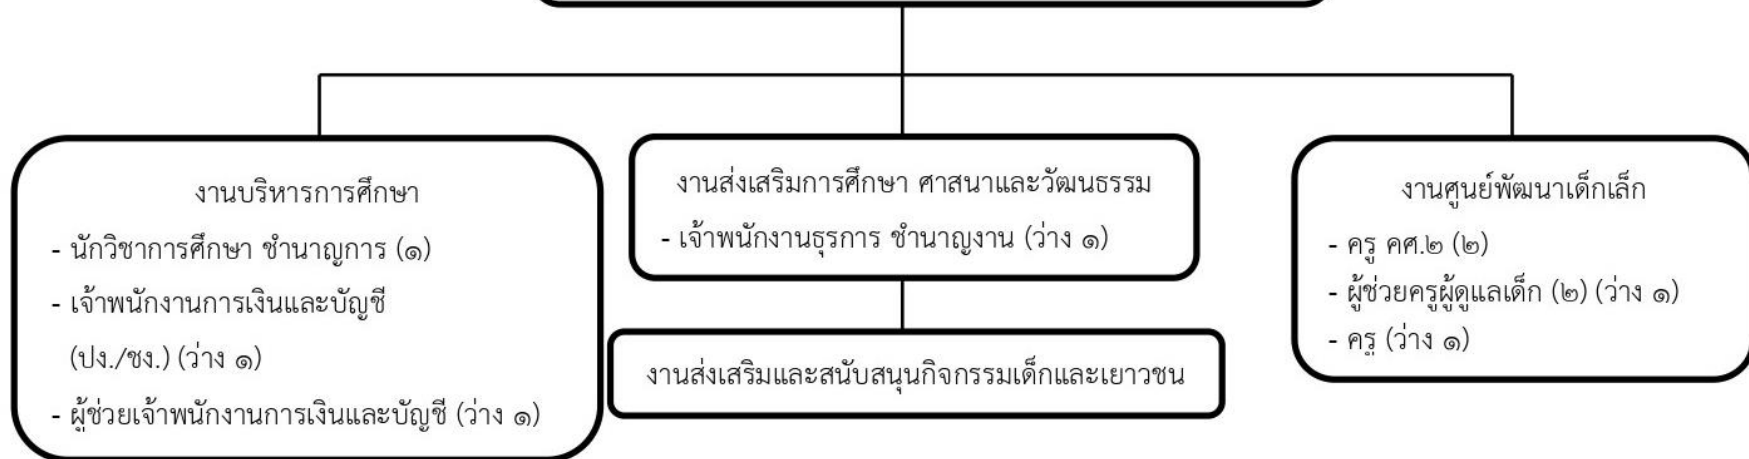 งานบริหารการศึกษา
- นักวิชาการศึกษา ชำนาญการ (๑)
- เจ้าพนักงานการเงินและบัญชี
(ปง./ชง.) (ว่าง ๑)
- ผู้ช่วยเจ้าพนักงานการเงินและบัญชี (ว่าง ๑)
งานส่งเสริมการศึกษา ศาสนาและวัฒนธรรม
- เจ้าพนักงานธุรการ ชำนาญงาน (ว่าง ๑)
งานส่งเสริมและสนับสนุนกิจกรรมเด็กและเยาวชน
งานศูนย์พัฒนาเด็กเล็ก
- ครู คศ.๒ (๒)
- ผู้ช่วยครูผู้ดูแลเด็ก (๒) (ว่าง ๑)
- ครู (ว่าง ๑)